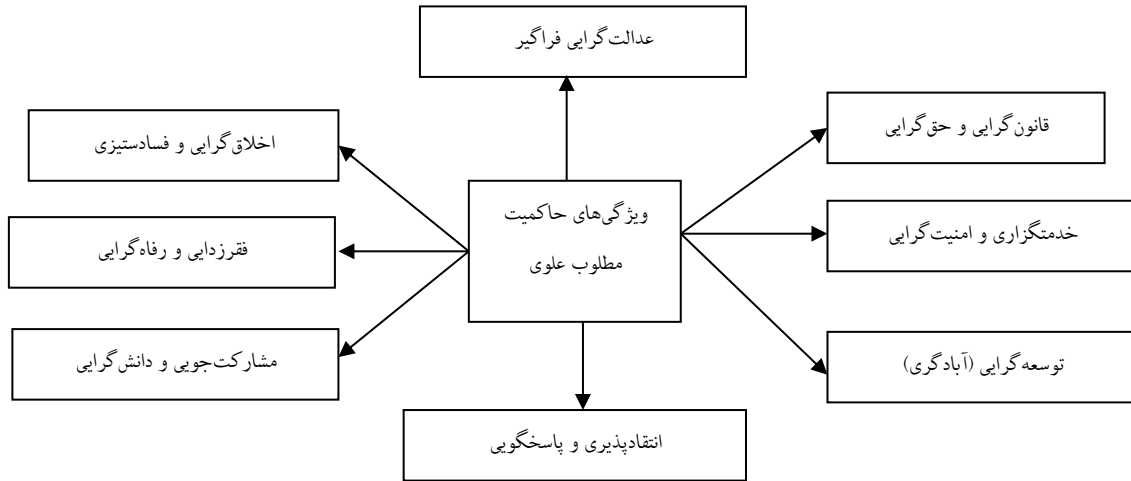 عدالت‌گرایی فراگیر
قانون‌گرایی و حق‌گرایی
اخلاق‌گرایی و فسادستیزی
ویژگی‌های حاکمیت
مطلوب علوی
خدمتگزاری و امنیت‌گرایی
فقرزدایی و رفاه‌گرایی
توسعه‌گرایی (آبادگری)
مشارکت‌جویی و دانش‌گرایی
انتقادپذیری و پاسخگویی